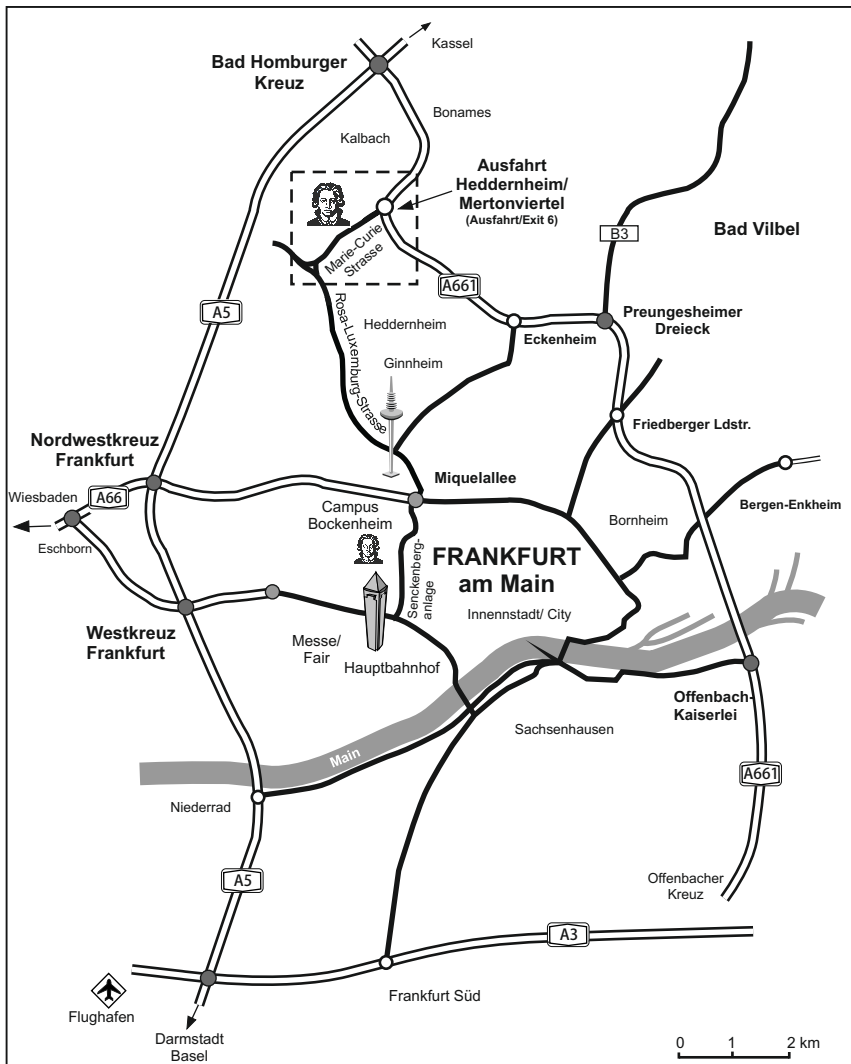 Kassel
Bad Homburger
Kreuz
Bonames
Kalbach
Ausfahrt
Heddernheim/
Mertonviertel
(Ausfahrt/Exit 6)
Marie-Curie
Strasse
B3
Bad Vilbel
A661
A5
Rosa-Luxemburg-Strasse
Heddernheim
Eckenheim
Preungesheimer
Dreieck
Ginnheim
Friedberger Ldstr.
Nordwestkreuz
Frankfurt
Miquelallee
Wiesbaden
A66
Eschborn
Campus
Bockenheim
Bornheim
Bergen-Enkheim
Senckenberg-
anlage
FRANKFURT
am Main
Innennstadt/ City
Westkreuz
Frankfurt
Messe/
Fair
Hauptbahnhof
Offenbach-
Kaiserlei
Sachsenhausen
Main
A661
Niederrad
A5
Offenbacher
Kreuz
A3
Flughafen
Frankfurt Süd
Darmstadt
Basel
0 1 2 km